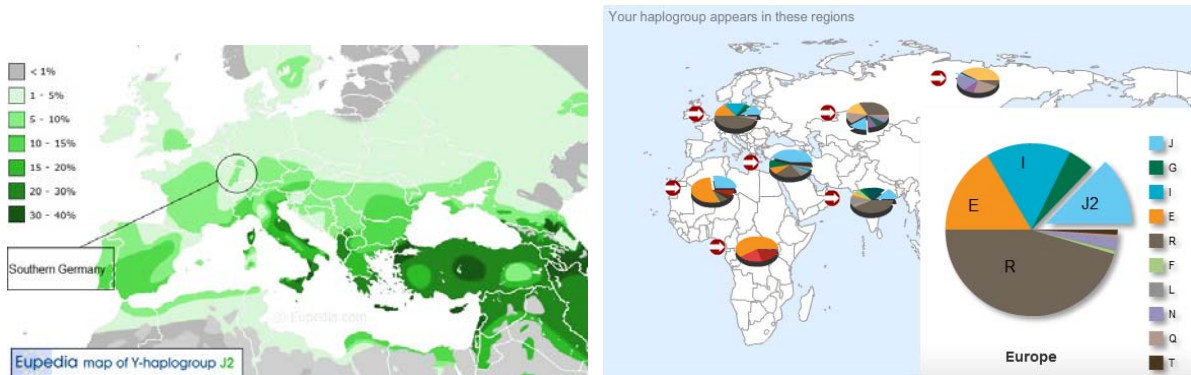 < 1%
1 - 5%
5 - 10%
10 - 15%
15 - 20%
20 - 30%
30 - 40%
Southern Germany
© Eupedia.com
Eupedia map of Y-haplogroup J2
Your haplogroup appears in these regions
I
E
J2
R
Europe
J
G
I
E
R
F
L
N
Q
T